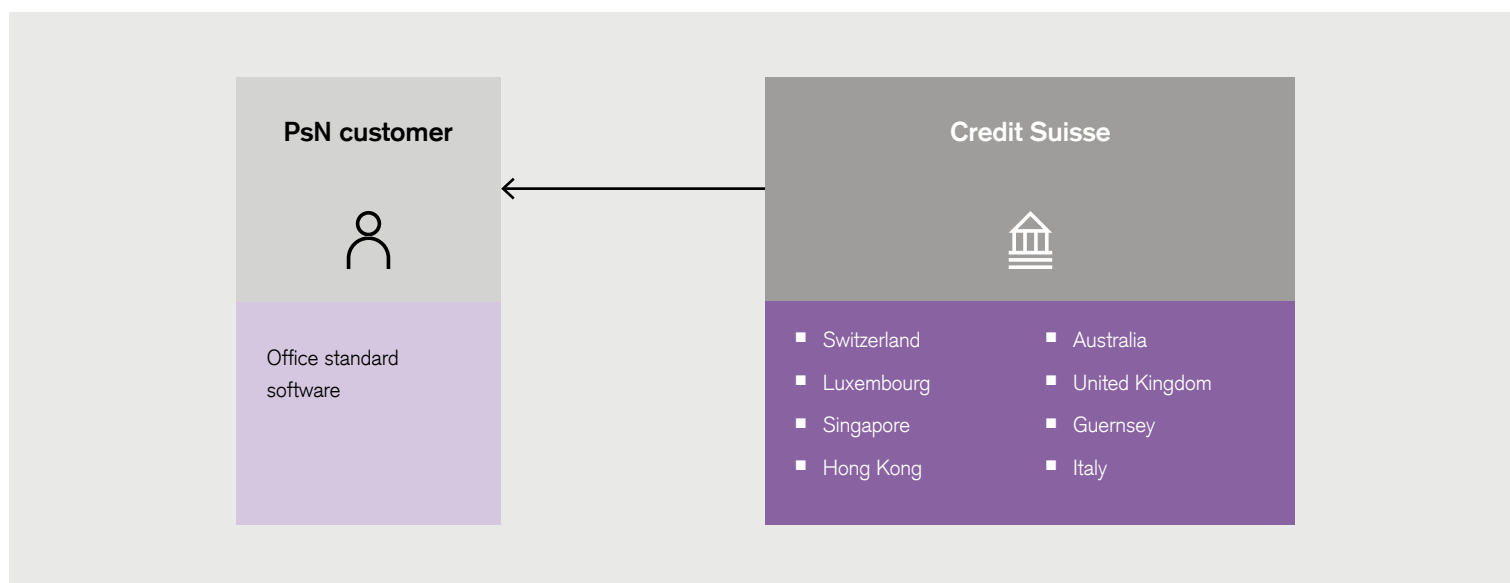 PsN customer
Credit Suisse
Office standard
software
Switzerland
Luxembourg
Singapore
Hong Kong
Australia
United Kingdom
Guernsey
Italy